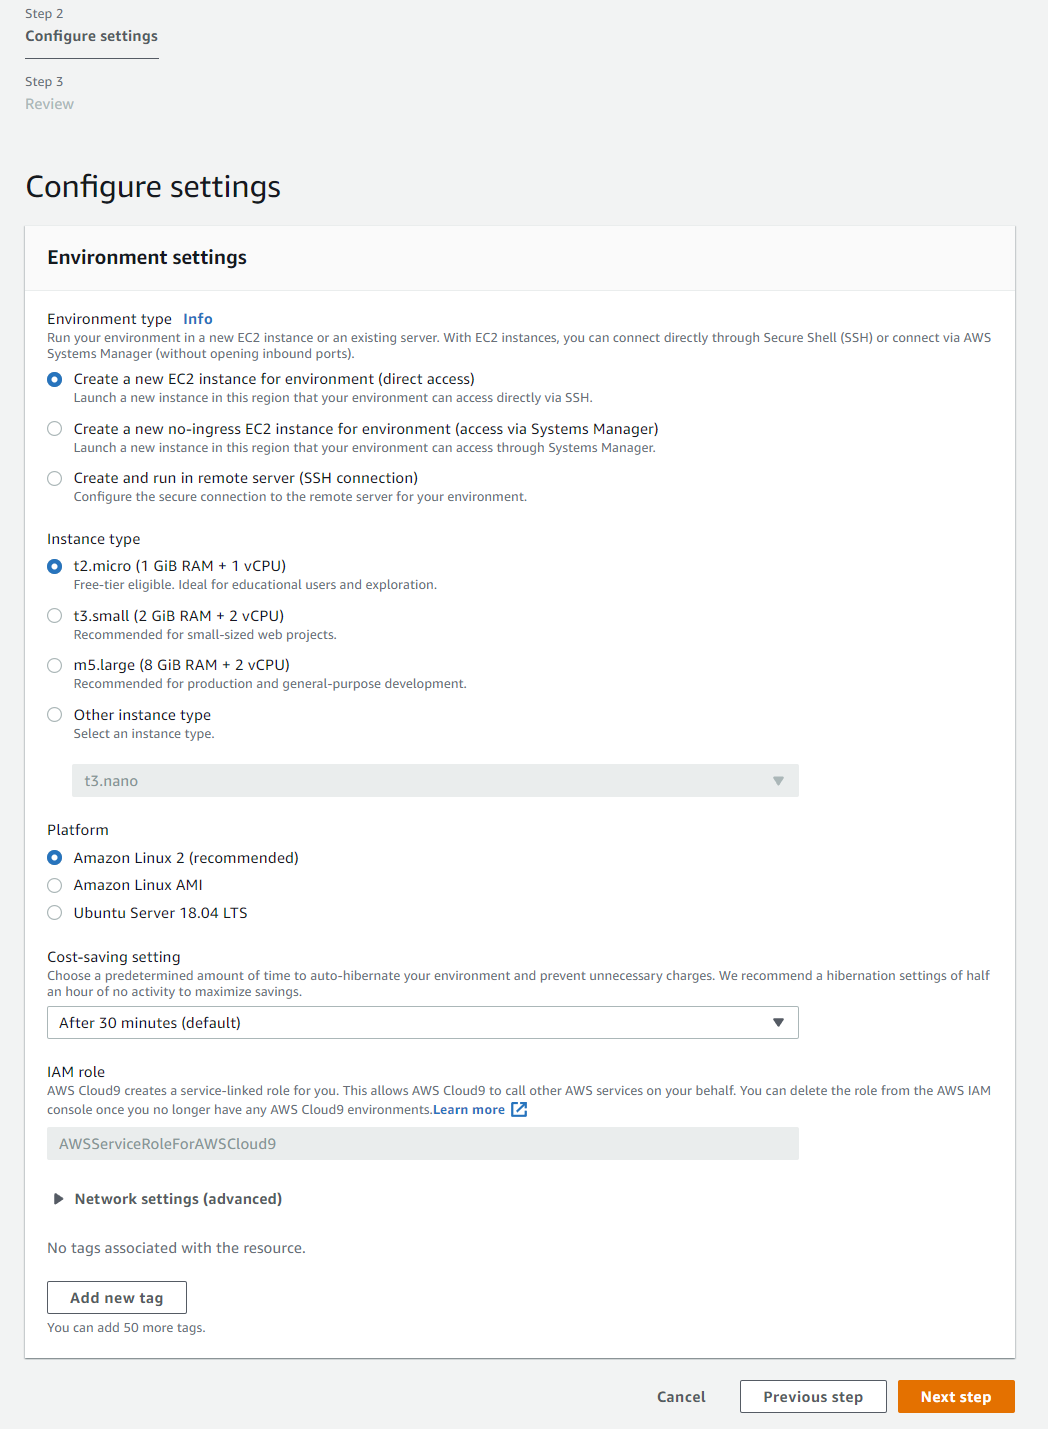 Step 2
Configure settings
Step 3
Review
Configure settings
Environment settings
Environment type Info
Run your environment in a new EC2 instance or an existing server. With EC2 instances, you can connect directly through Secure Shell (SSH) or connect via AWS
Systems Manager (without opening inbound ports).
Create a new EC2 instance for environment (direct access)
Launch a new instance in this region that your environment can access directly via SSH.
Create a new no-ingress EC2 instance for environment (access via Systems Manager)
Launch a new instance in this region that your environment can access through Systems Manager.
Create and run in remote server (SSH connection)
Configure the secure connection to the remote server for your environment.
Instance type
t2.micro (1 GiB RAM + 1 vCPU)
Free-tier eligible. Ideal for educational users and exploration.
t3.small (2 GiB RAM + 2 vCPU)
Recommended for small-sized web projects.
m5.large (8 GiB RAM + 2 vCPU)
Recommended for production and general-purpose development.
Other instance type
Select an instance type.
t3.nano
Platform
Amazon Linux 2 (recommended)
Amazon Linux AMI
Ubuntu Server 18.04 LTS
Cost-saving setting
Choose a predetermined amount of time to auto-hibernate your environment and prevent unnecessary charges. We recommend a hibernation settings of half
an hour of no activity to maximize savings.
After 30 minutes (default)
IAM role
AWS Cloud9 creates a service-linked role for you. This allows AWS Cloud9 to call other AWS services on your behalf. You can delete the role from the AWS IAM
console once you no longer have any AWS Cloud9 environments.Learn more
AWSServiceRoleForAWSCloud9
Network settings (advanced)
No tags associated with the resource.
Add new tag
You can add 50 more tags.
Cancel Previous step Next step